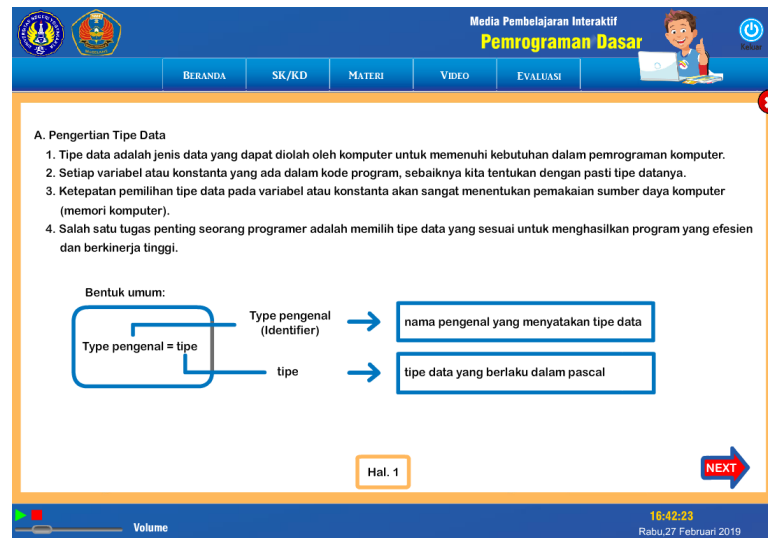 Media Pembelajaran Interaktif
Pemrograman Dasar
Keluar
BERANDA SK/KD MATERI VIDEO EVALUASI
A. Pengertian Tipe Data
1. Tipe data adalah jenis data yang dapat diolah oleh komputer untuk memenuhi kebutuhan dalam pemrograman komputer.
2. Setiap variabel atau konstanta yang ada dalam kode program, sebaiknya kita tentukan dengan pasti tipe datanya.
3. Ketepatan pemilihan tipe data pada variabel atau konstanta akan sangat menentukan pemakaian sumber daya komputer
(memori komputer).
4. Salah satu tugas penting seorang programer adalah memilih tipe data yang sesuai untuk menghasilkan program yang efesien
dan berkinerja tinggi.
Bentuk umum:
Type pengenal = tipe
Type pengenal
(Identifier)
nama pengenal yang menyatakan tipe data
tipe
tipe data yang berlaku dalam pascal
Hal. 1
NEXT
Volume
16:42:23
Rabu,27 Februari 2019